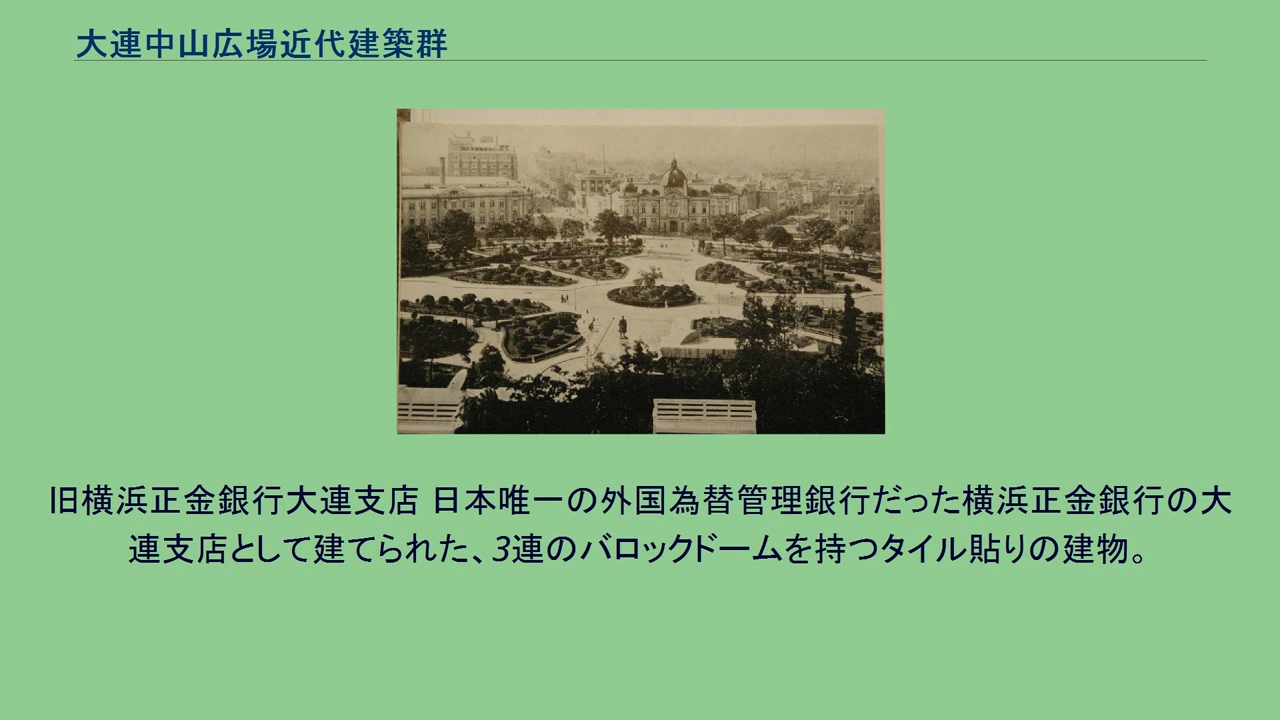 大連中山広場近代建築群
旧横浜正金銀行大連支店 日本唯一の外国為替管理銀行だった横浜正金銀行の大
連支店として建てられた、3連のバロックドームを持つタイル貼りの建物。